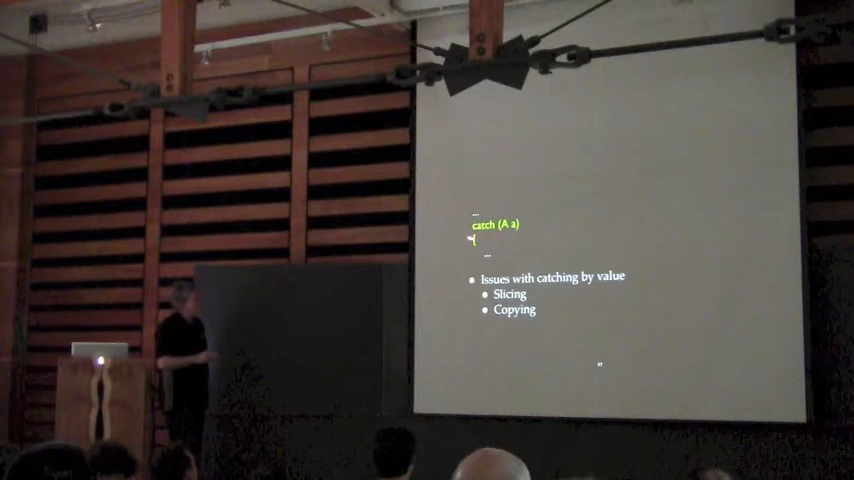 ...
catch (A a)
{
...
Issues with catching by value
Slicing
Copying